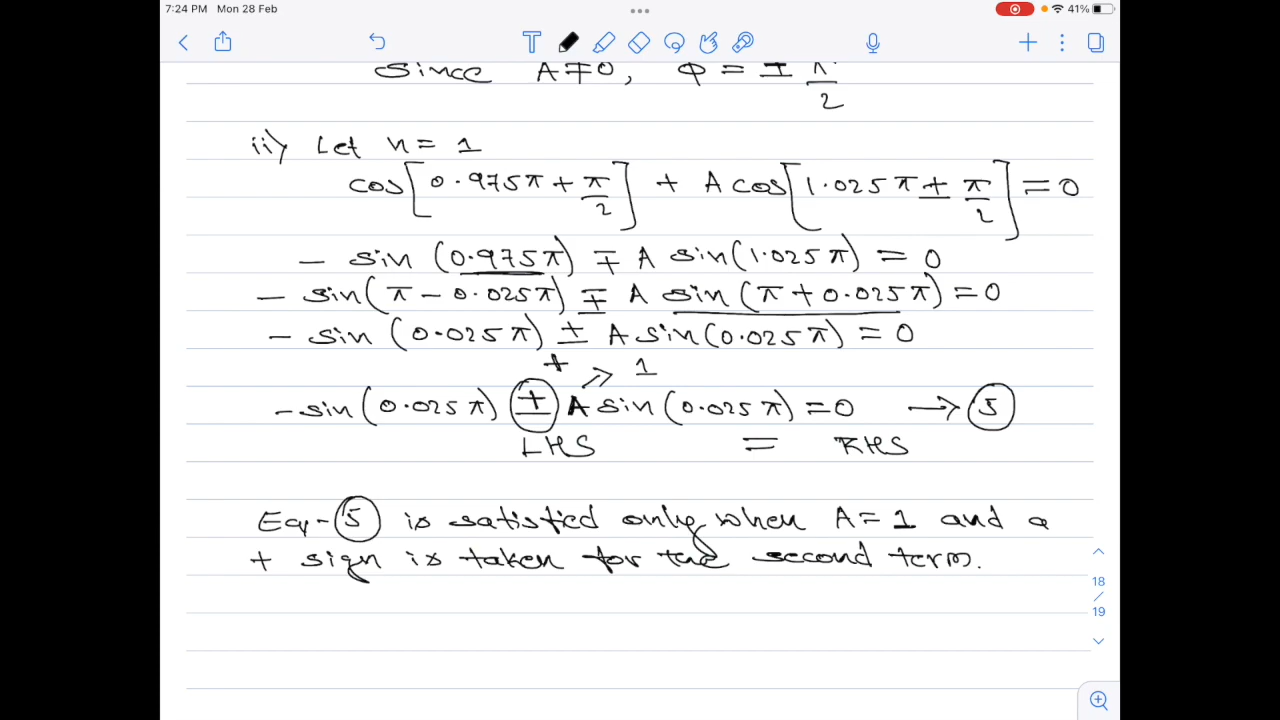 7:24 PM Mon 28 Feb
41%
Since A≠0, Φ = ± π/2
ii) Let n = 1
cos[0.975π + π/2] + A cos[1.025π ± π/2] = 0
- sin (0.975π) ∓ A sin(1.025π) = 0
- sin(π - 0.025π) ∓ A sin (π + 0.025π) = 0
- sin (0.025π) ± A sin(0.025π) = 0
+ → 1
- sin(0.025π) ± A sin(0.025π) = 0 → 5
LHS = RHS
Eq - 5 is satisfied only when A = 1 and a
+ sign is taken for the second term.
18
/
19